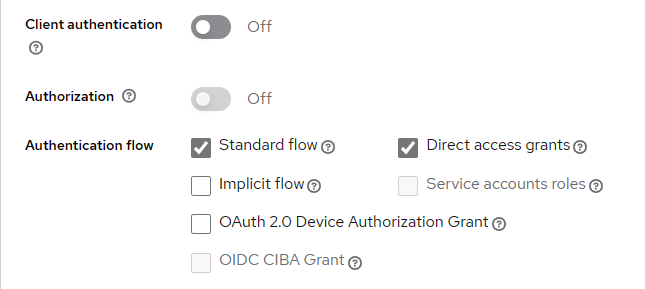 Client authentication Off
Authorization Off
Authentication flow Standard flow Direct access grants
Implicit flow Service accounts roles
OAuth 2.0 Device Authorization Grant
OIDC CIBA Grant